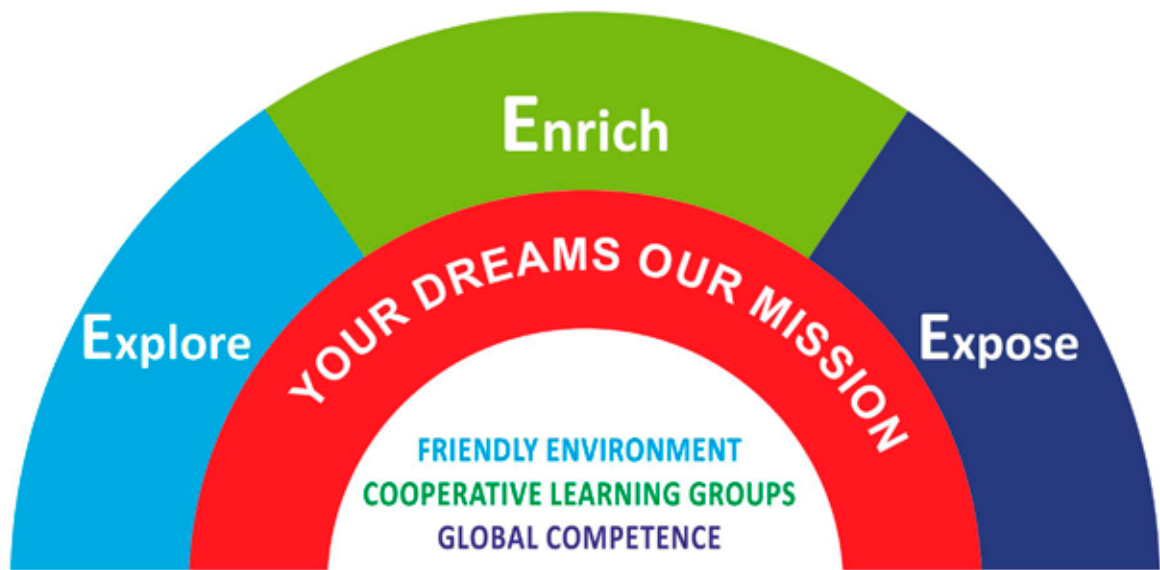 Enrich
Explore
Expose
YOUR DREAMS OUR MISSION
FRIENDLY ENVIRONMENT
COOPERATIVE LEARNING GROUPS
GLOBAL COMPETENCE